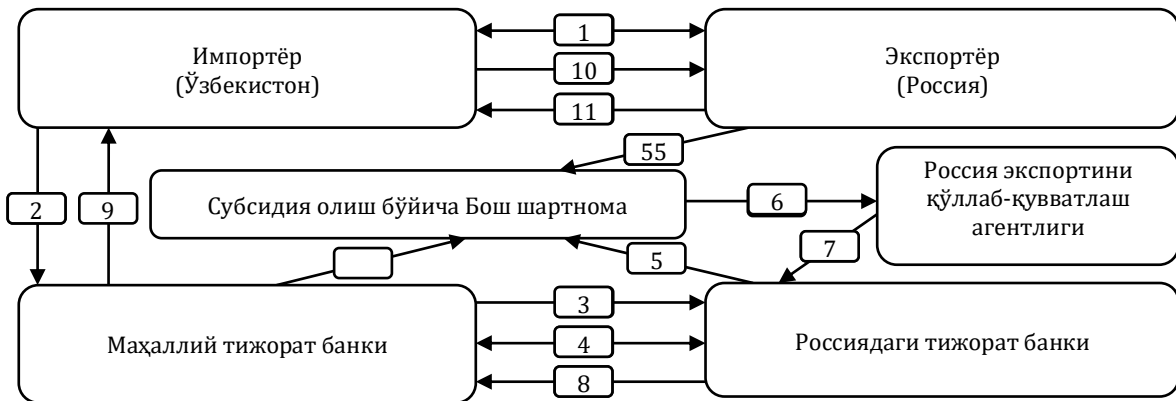 Импортёр
(Ўзбекистон)
1
10
11
Экспортёр
(Россия)
55
2
9
Субсидия олиш бўйича Бош шартнома
6
Россия экспортини
қўллаб-қувватлаш
агентлиги
7
5
Маҳаллий тижорат банки
3
4
8
Россиядаги тижорат банки